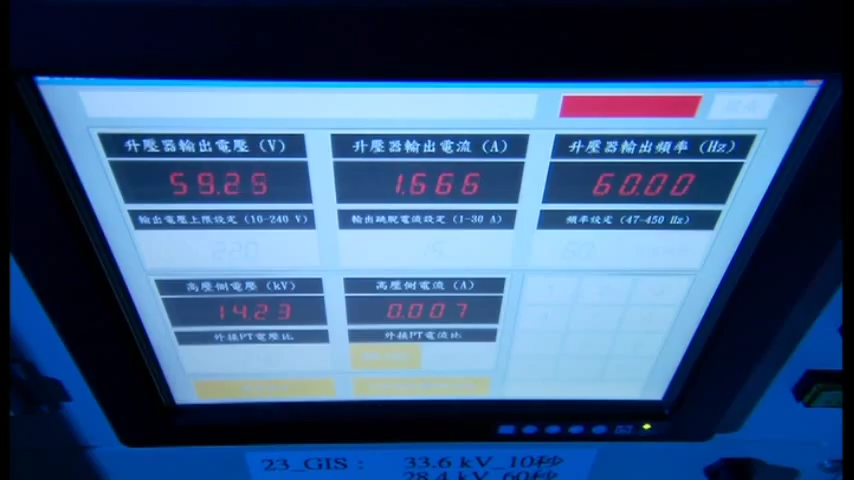 升壓器輸出電壓 (V)
升壓器輸出電流 (A)
升壓器輸出頻率 (Hz)
59.25
1.666
60.00
輸出電壓上限設定 (10-240 V)
輸出跳脫電流設定 (1-30 A)
頻率設定 (47-450 Hz)
220
15
60
高壓側電壓 (kV)
高壓側電流 (A)
1423
0.007
外接PT電壓比
外接PT電流比
23_GIS : 33.6 kV_10秒
28.4 kV_60秒